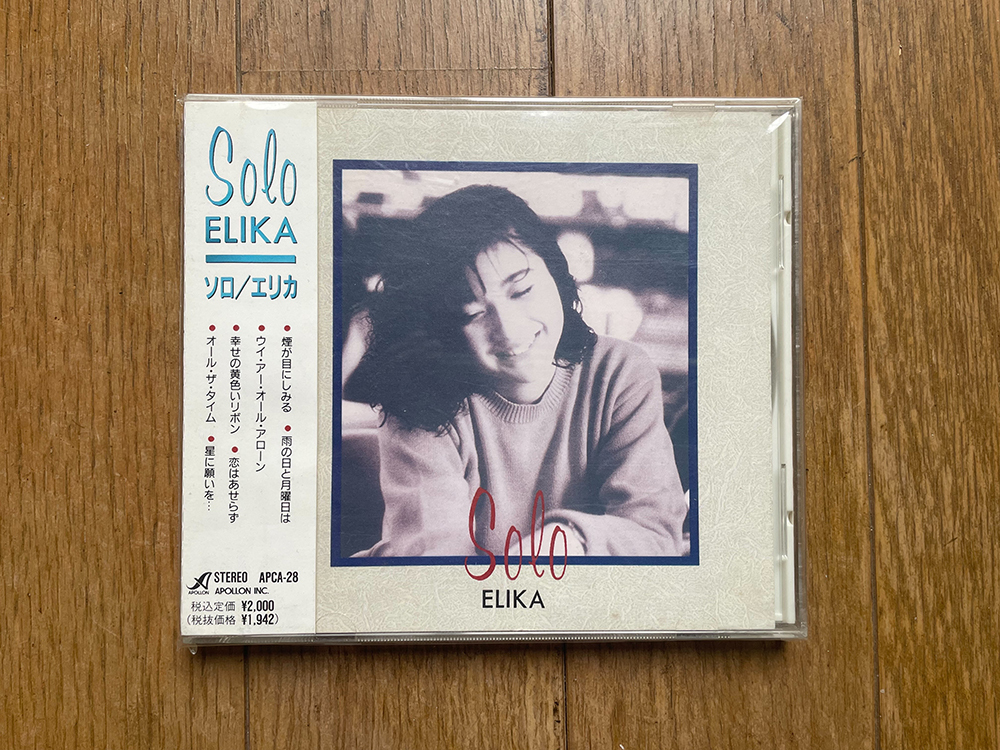 Solo
ELIKA
ソロ/エリカ
●煙が目にしみる ●雨の日と月曜日は
●ウイ・アー・オール・アローン
●幸せの黄色いリボン ●恋はあせらず
●オール・ザ・タイム ●星に願いを…
APOLLON
STEREO APCA-28
APOLLON INC.
税込定価 ¥2,000
(税抜価格 ¥1,942)
Solo
ELIKA